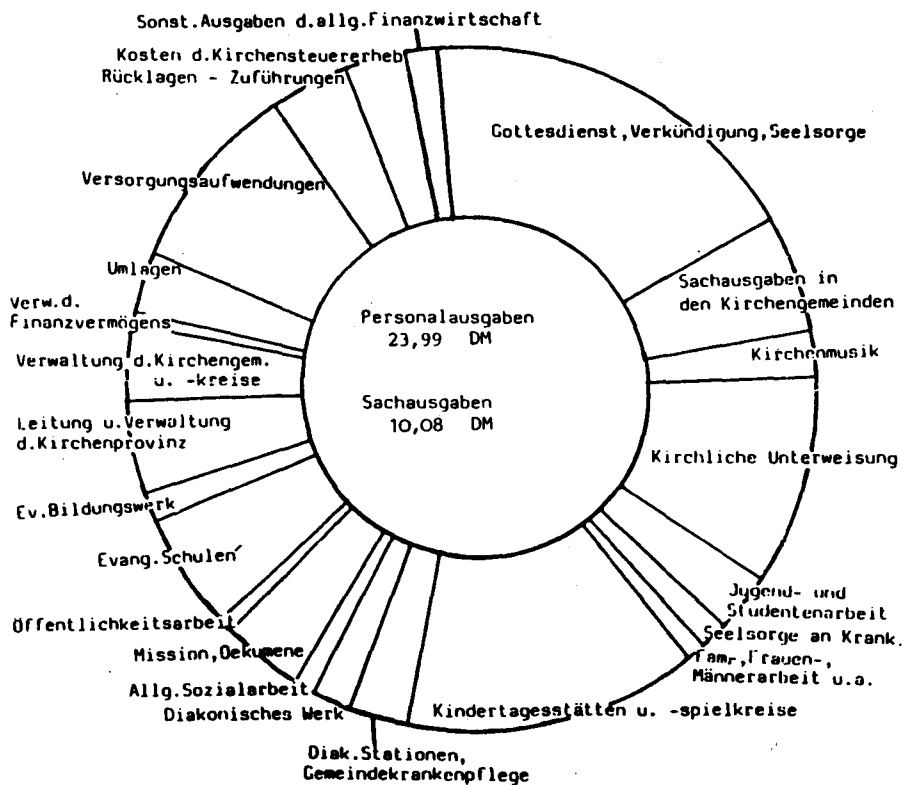 Sonst.Ausgaben d.allg.Finanzwirtschaft
Kosten d.Kirchensteuererheb
Rücklagen - Zuführungen
Gottesdienst,Verkündigung,Seelsorge
Versorgungsaufwendungen
Umlagen
Sachausgaben in
den Kirchengemeinden
Verw.d.
Finanzvermögens
Personalausgaben
23,99 DM
Kirchenmusik
Verwaltung d.Kirchengem.
u. -kreise
Sachausgaben
10,08 DM
Leitung u.Verwaltung
d.Kirchenprovinz
Kirchliche Unterweisung
Ev.Bildungswerk
Evang.Schulen
Jugend- und
Studentenarbeit
Öffentlichkeitsarbeit
Seelsorge an Krank.
Mission,Oekumene
Fam.,Frauen-,
Männerarbeit u.a.
Allg.Sozialarbeit
Diakonisches Werk
Kindertagesstätten u. -spielkreise
Diak.Stationen,
Gemeindekrankenpflege